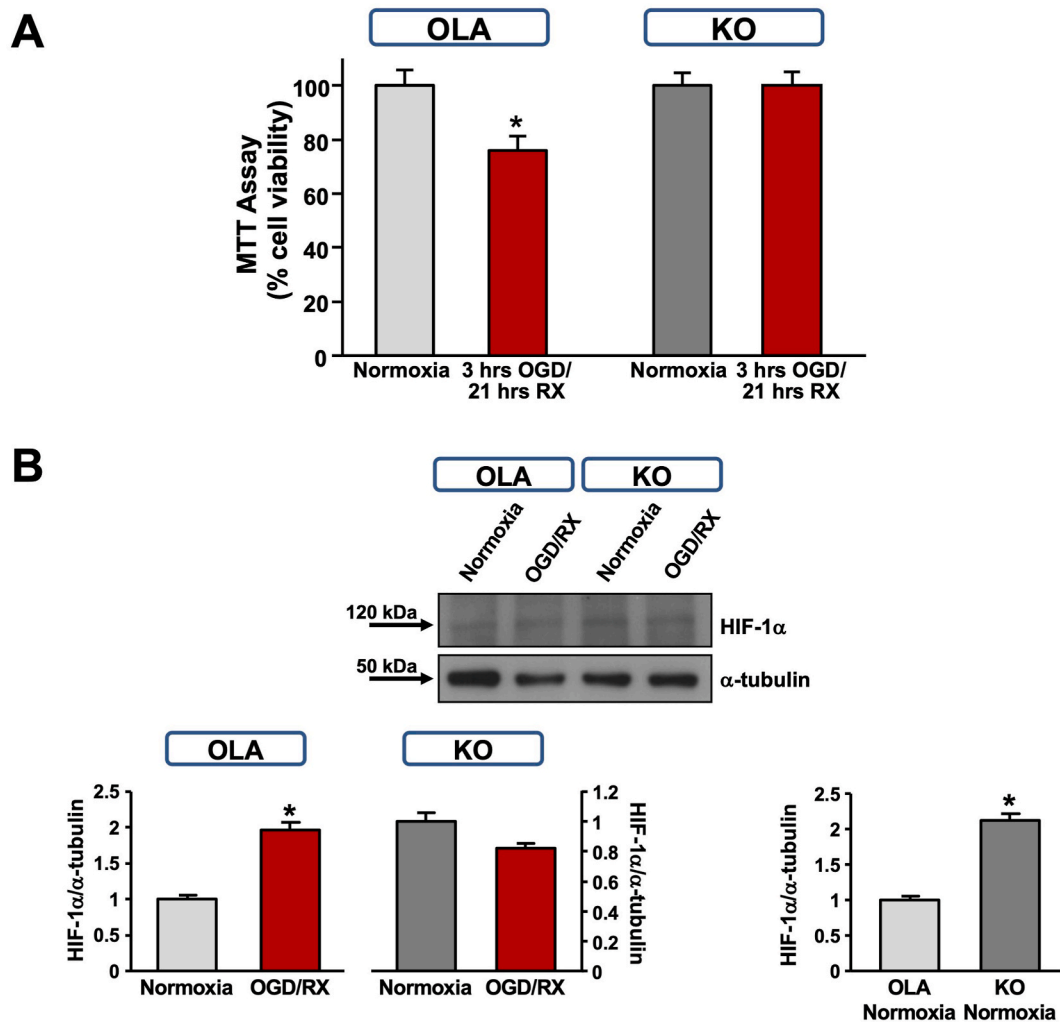 A
OLA
KO
MTT Assay
(% cell viability)
100
80
60
40
20
0
*
Normoxia
3 hrs OGD/
21 hrs RX
Normoxia
3 hrs OGD/
21 hrs RX
B
OLA
KO
Normoxia
OGD/RX
Normoxia
OGD/RX
120 kDa
HIF-1α
50 kDa
α-tubulin
OLA
HIF-1α/α-tubulin
2.5
2
1.5
1
0.5
0
*
Normoxia
OGD/RX
KO
1.2
1
0.8
0.6
0.4
0.2
0
HIF-1α/α-tubulin
Normoxia
OGD/RX
HIF-1α/α-tubulin
2.5
2
1.5
1
0.5
0
*
OLA
Normoxia
KO
Normoxia